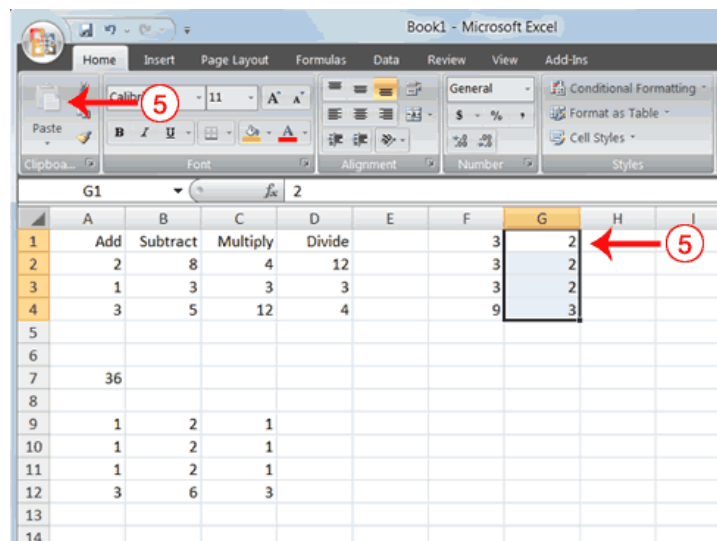 Book1 - Microsoft Excel
Home Insert Page Layout Formulas Data Review View Add-Ins
5 11 A A General Conditional Formatting
Paste $ % , Format as Table
B I U A Cell Styles
Clipboa... Font Alignment Number Styles
G1 fx 2
A B C D E F G H I
1 Add Subtract Multiply Divide 3 2 5
2 2 8 4 12 3 2
3 1 3 3 3 3 2
4 3 5 12 4 9 3
5
6
7 36
8
9 1 2 1
10 1 2 1
11 1 2 1
12 3 6 3
13
14